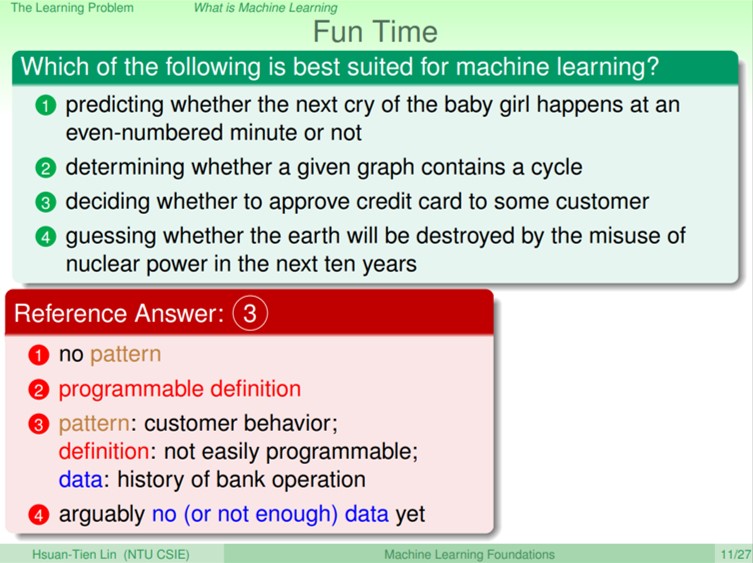 The Learning Problem What is Machine Learning
Fun Time
Which of the following is best suited for machine learning?
1 predicting whether the next cry of the baby girl happens at an
even-numbered minute or not
2 determining whether a given graph contains a cycle
3 deciding whether to approve credit card to some customer
4 guessing whether the earth will be destroyed by the misuse of
nuclear power in the next ten years
Reference Answer: 3
1 no pattern
2 programmable definition
3 pattern: customer behavior;
definition: not easily programmable;
data: history of bank operation
4 arguably no (or not enough) data yet
Hsuan-Tien Lin (NTU CSIE) Machine Learning Foundations 11/27